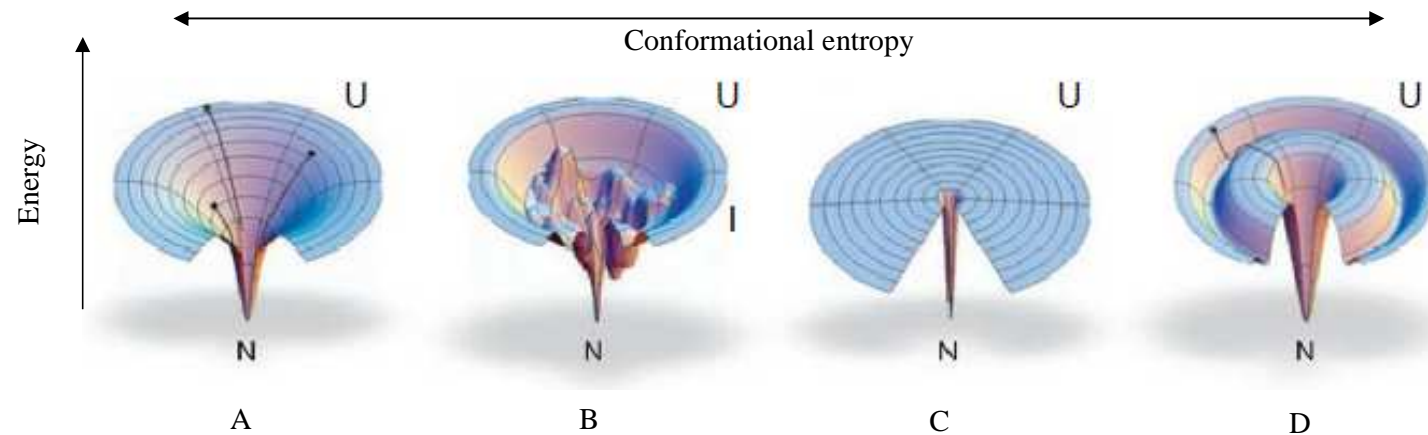 Conformational entropy
Energy
U U U U
I
N N N N
A B C D